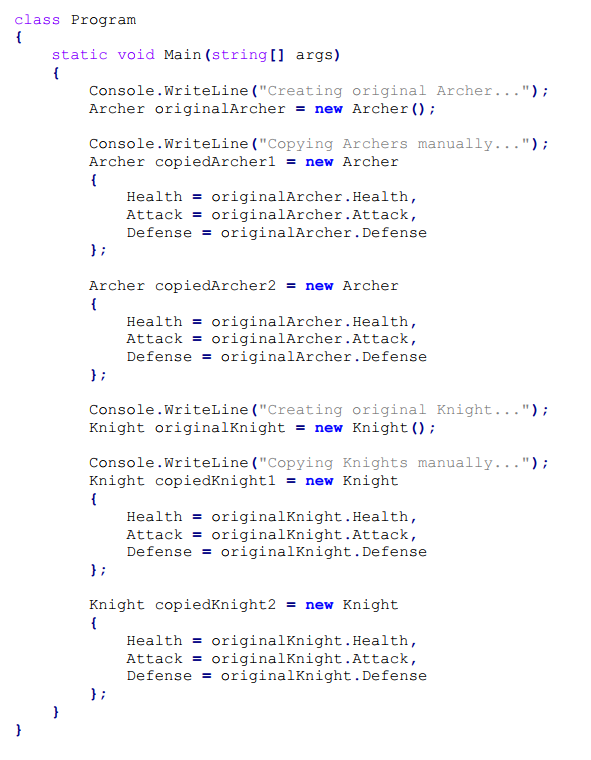 class Program
{
    static void Main(string[] args)
    {
        Console.WriteLine("Creating original Archer...");
        Archer originalArcher = new Archer();

        Console.WriteLine("Copying Archers manually...");
        Archer copiedArcher1 = new Archer
        {
            Health = originalArcher.Health,
            Attack = originalArcher.Attack,
            Defense = originalArcher.Defense
        };

        Archer copiedArcher2 = new Archer
        {
            Health = originalArcher.Health,
            Attack = originalArcher.Attack,
            Defense = originalArcher.Defense
        };

        Console.WriteLine("Creating original Knight...");
        Knight originalKnight = new Knight();

        Console.WriteLine("Copying Knights manually...");
        Knight copiedKnight1 = new Knight
        {
            Health = originalKnight.Health,
            Attack = originalKnight.Attack,
            Defense = originalKnight.Defense
        };

        Knight copiedKnight2 = new Knight
        {
            Health = originalKnight.Health,
            Attack = originalKnight.Attack,
            Defense = originalKnight.Defense
        };
    }
}